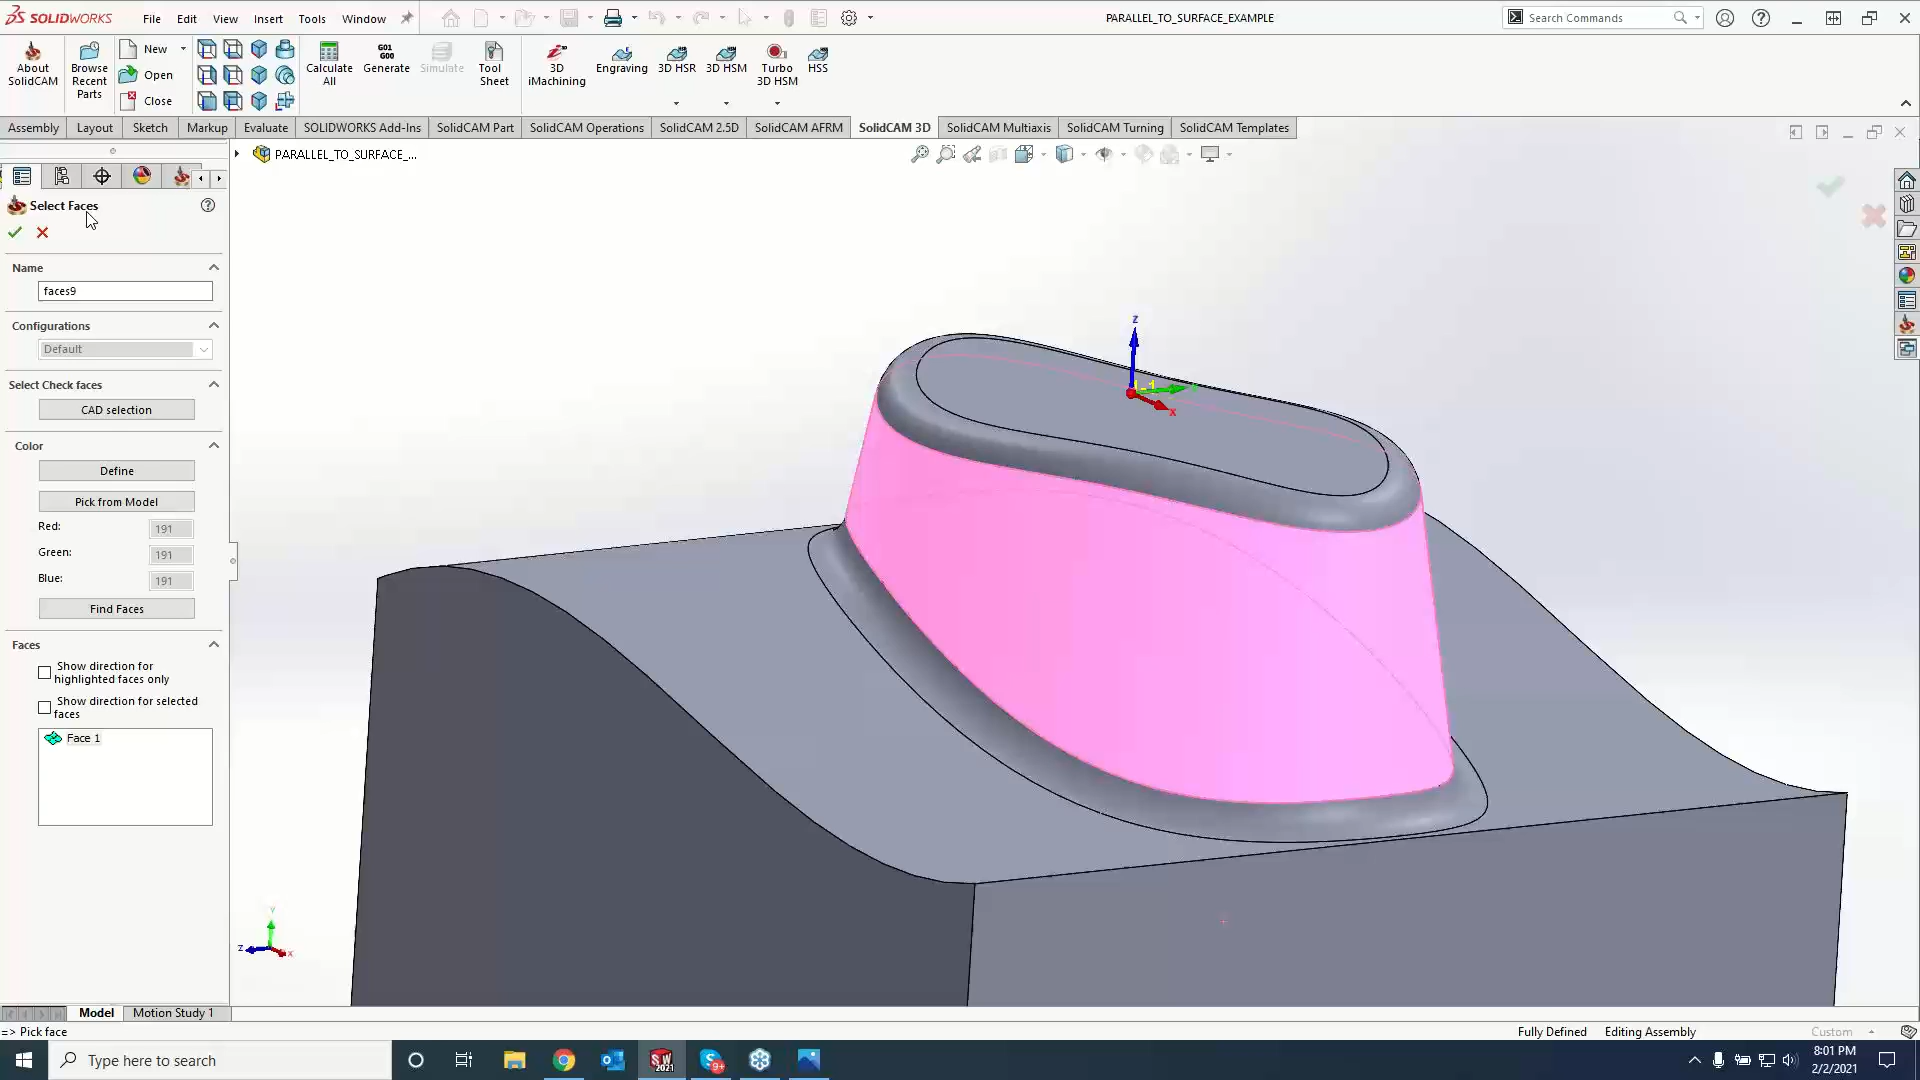 SOLIDWORKS File Edit View Insert Tools Window PARALLEL_TO_SURFACE_EXAMPLE Search Commands
About SolidCAM
Browse Recent Parts
New
Open
Close
Calculate All
G01 G00
Generate
Simulate
Tool Sheet
3D iMachining
Engraving
3D HSR
3D HSM
Turbo 3D HSM
HSS
Assembly Layout Sketch Markup Evaluate SOLIDWORKS Add-Ins SolidCAM Part SolidCAM Operations SolidCAM 2.5D SolidCAM AFRM SolidCAM 3D SolidCAM Multiaxis SolidCAM Turning SolidCAM Templates
PARALLEL_TO_SURFACE_...
Select Faces
Name
faces9
Configurations
Default
Select Check faces
CAD selection
Color
Define
Pick from Model
Red: 191
Green: 191
Blue: 191
Find Faces
Faces
Show direction for
highlighted faces only
Show direction for selected
faces
Face 1
Z
X
Y
Z
X
Model Motion Study 1
=> Pick face Fully Defined Editing Assembly Custom
Type here to search
SW 2021
9+
8:01 PM
2/2/2021